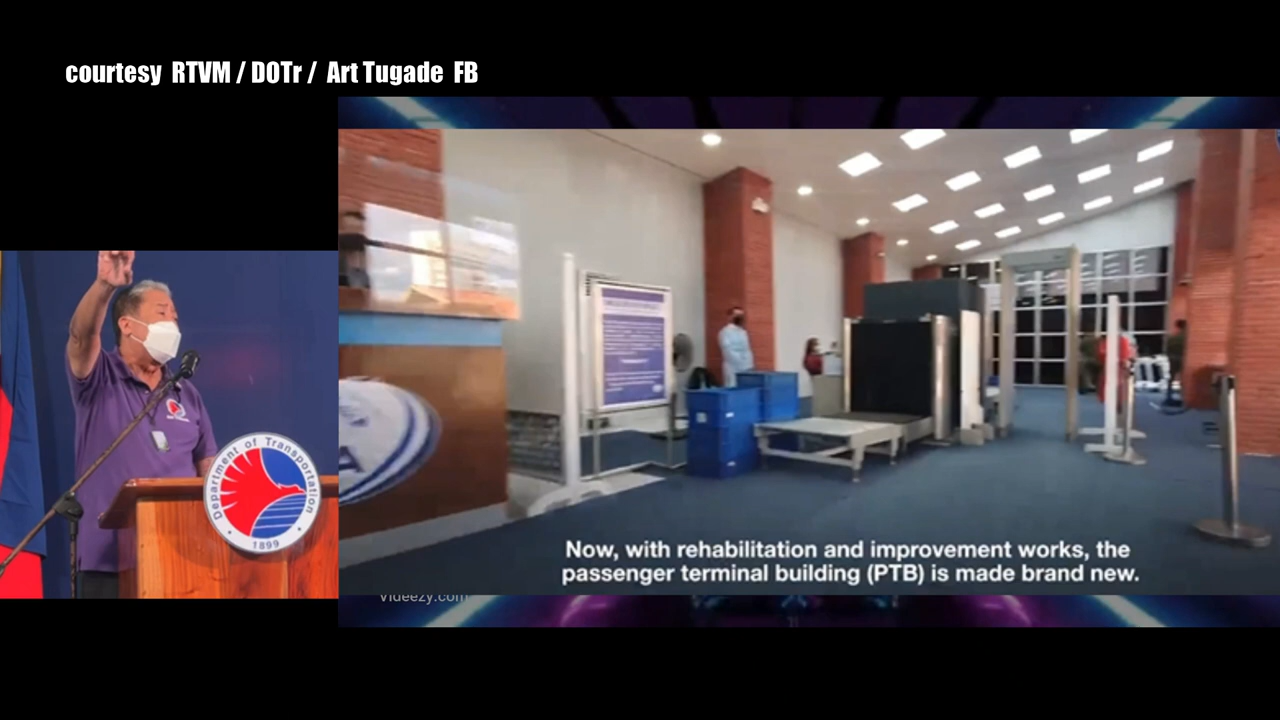 courtesy RTVM / DOTr / Art Tugade FB
Department of Transportation
1899
Now, with rehabilitation and improvement works, the
passenger terminal building (PTB) is made brand new.
Videezy.com